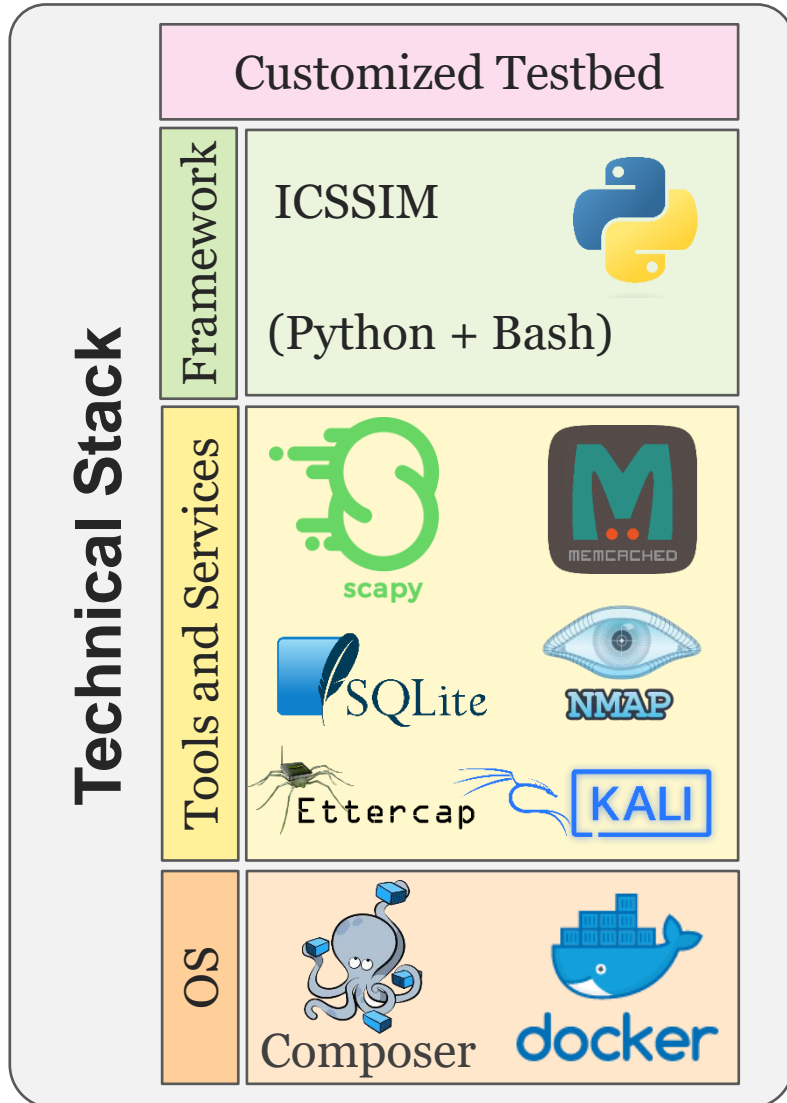 Customized Testbed
Technical Stack
Framework
ICSSIM
(Python + Bash)
Tools and Services
scapy
MEMCACHED
SQLite
NMAP
Ettercap
KALI
OS
Composer
docker